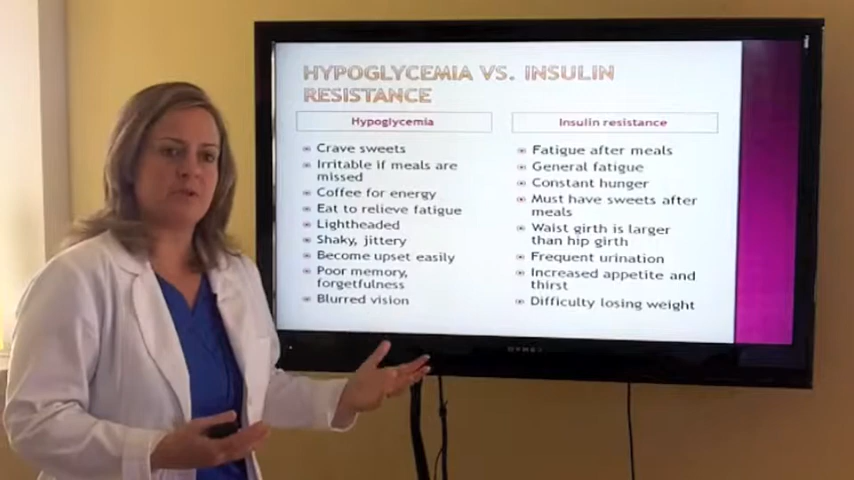 HYPOGLYCEMIA VS. INSULIN
RESISTANCE
Hypoglycemia
Crave sweets
Irritable if meals are
missed
Coffee for energy
Eat to relieve fatigue
Lightheaded
Shaky, jittery
Become upset easily
Poor memory,
forgetfulness
Blurred vision
Insulin resistance
Fatigue after meals
General fatigue
Constant hunger
Must have sweets after
meals
Waist girth is larger
than hip girth
Frequent urination
Increased appetite and
thirst
Difficulty losing weight
DYNEX